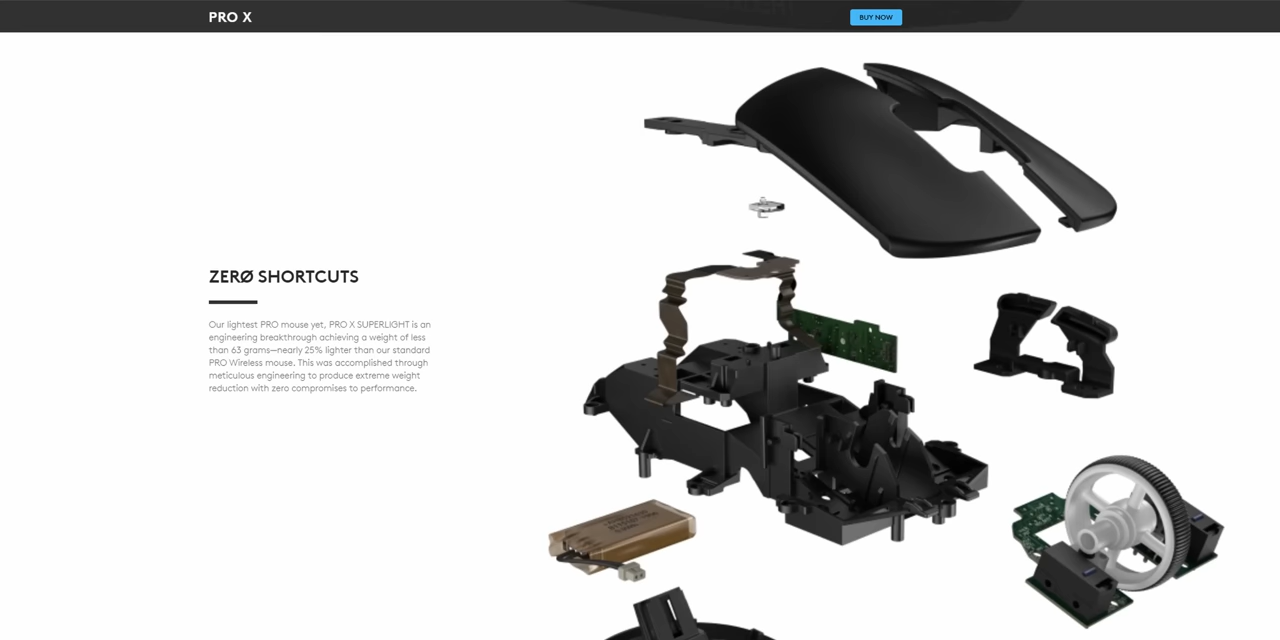 PRO X
BUY NOW
ZERØ SHORTCUTS
Our lightest PRO mouse yet, PRO X SUPERLIGHT is an
engineering breakthrough achieving a weight of less
than 63 grams—nearly 25% lighter than our standard
PRO Wireless mouse. This was accomplished through
meticulous engineering to produce extreme weight
reduction with zero compromises to performance.